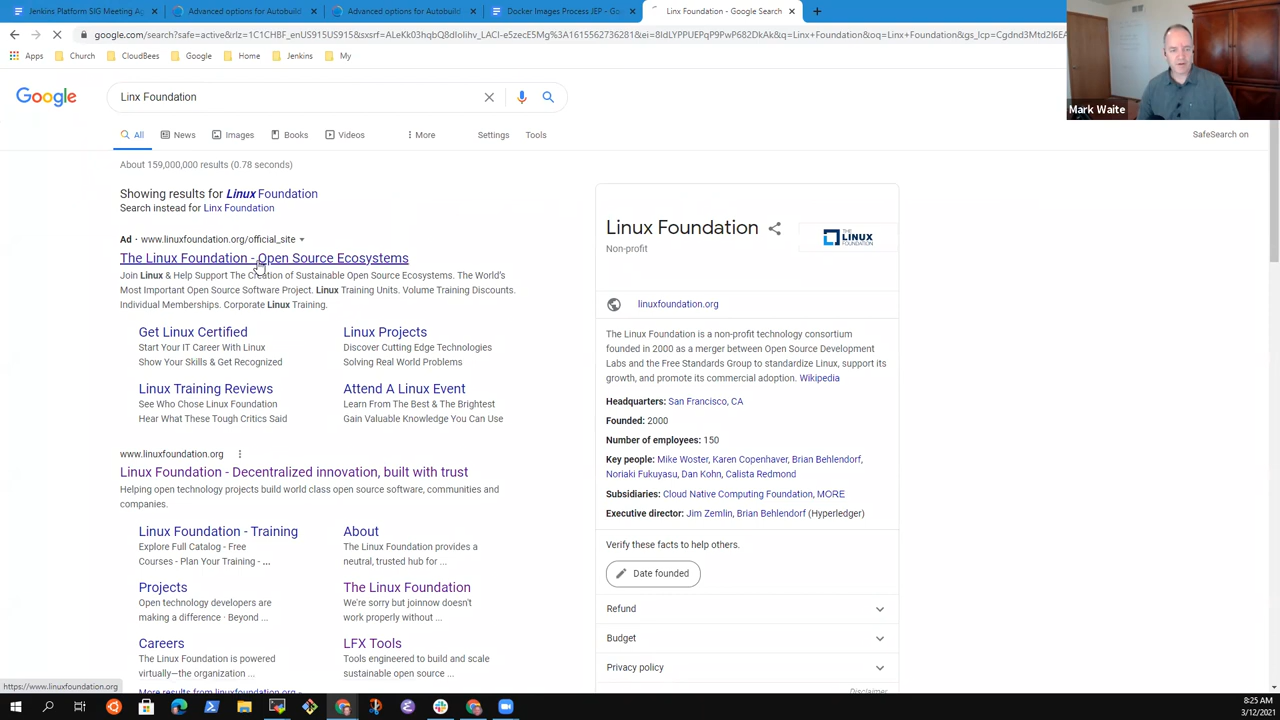 Jenkins Platform SIG Meeting Ag
Advanced options for Autobuild
Advanced options for Autobuild
Docker Images Process JEP - Go
Linx Foundation - Google Search
Apps
Church
CloudBees
Google
Home
Jenkins
My
Mark Waite
Google
Linx Foundation
All
News
Images
Books
Videos
More
Settings
Tools
SafeSearch on
About 159,000,000 results (0.78 seconds)
Showing results for Linux Foundation
Search instead for Linx Foundation
Ad · www.linuxfoundation.org/official_site
The Linux Foundation - Open Source Ecosystems
Join Linux & Help Support The Creation of Sustainable Open Source Ecosystems. The World's
Most Important Open Source Software Project. Linux Training Units. Volume Training Discounts.
Individual Memberships. Corporate Linux Training.
Get Linux Certified
Start Your IT Career With Linux
Show Your Skills & Get Recognized
Linux Projects
Discover Cutting Edge Technologies
Solving Real World Problems
Linux Training Reviews
See Who Chose Linux Foundation
Hear What These Tough Critics Said
Attend A Linux Event
Learn From The Best & The Brightest
Gain Valuable Knowledge You Can Use
www.linuxfoundation.org
Linux Foundation - Decentralized innovation, built with trust
Helping open technology projects build world class open source software, communities and
companies.
Linux Foundation - Training
Explore Full Catalog - Free
Courses - Plan Your Training - ...
About
The Linux Foundation provides a
neutral, trusted hub for ...
Projects
Open technology developers are
making a difference · Beyond ...
The Linux Foundation
We're sorry but joinnow doesn't
work properly without ...
Careers
The Linux Foundation is powered
virtually—the organization ...
LFX Tools
Tools engineered to build and scale
sustainable open source ...
More results from linuxfoundation.org
Linux Foundation
Non-profit
THE LINUX FOUNDATION
linuxfoundation.org
The Linux Foundation is a non-profit technology consortium
founded in 2000 as a merger between Open Source Development
Labs and the Free Standards Group to standardize Linux, support its
growth, and promote its commercial adoption. Wikipedia
Headquarters: San Francisco, CA
Founded: 2000
Number of employees: 150
Key people: Mike Woster, Karen Copenhaver, Brian Behlendorf,
Noriaki Fukuyasu, Dan Kohn, Calista Redmond
Subsidiaries: Cloud Native Computing Foundation, MORE
Executive director: Jim Zemlin, Brian Behlendorf (Hyperledger)
Verify these facts to help others.
Date founded
Refund
Budget
Privacy policy
Disclaimer
https://www.linuxfoundation.org
8:25 AM
3/12/2021